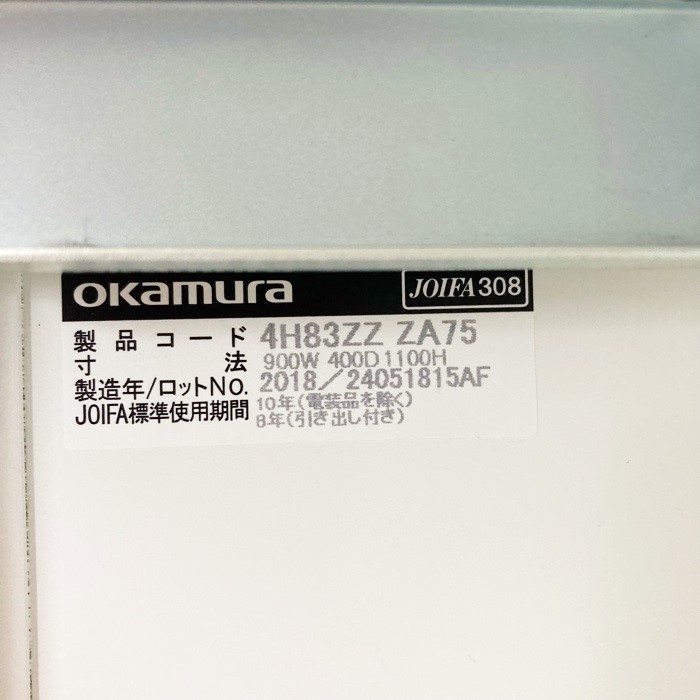 okamura JOIFA308
製品コード 4H83ZZ ZA75
寸法 900W 400D1100H
製造年/ロットNo. 2018/24051815AF
JOIFA標準使用期間 10年(電装品を除く)
8年(引き出し付き)